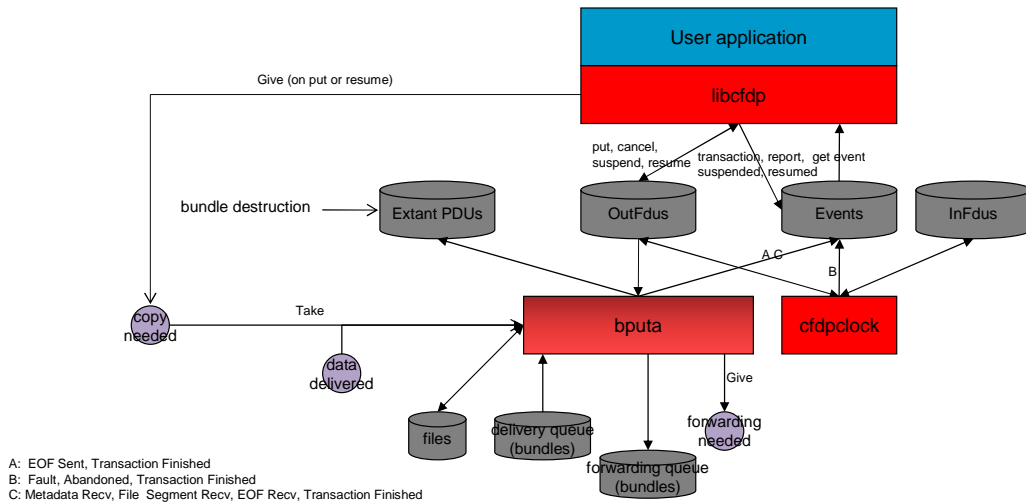 User application
Give (on put or resume)
libcfdp
put, cancel,
suspend, resume
transaction, report,
suspended, resumed
get event
bundle destruction
Extant PDUs
OutFdus
Events
InFdus
A C
B
copy
needed
Take
bputa
cfdpclock
data
delivered
Give
files
delivery queue
(bundles)
forwarding
needed
forwarding queue
(bundles)
A: EOF Sent, Transaction Finished
B: Fault, Abandoned, Transaction Finished
C: Metadata Recv, File Segment Recv, EOF Recv, Transaction Finished